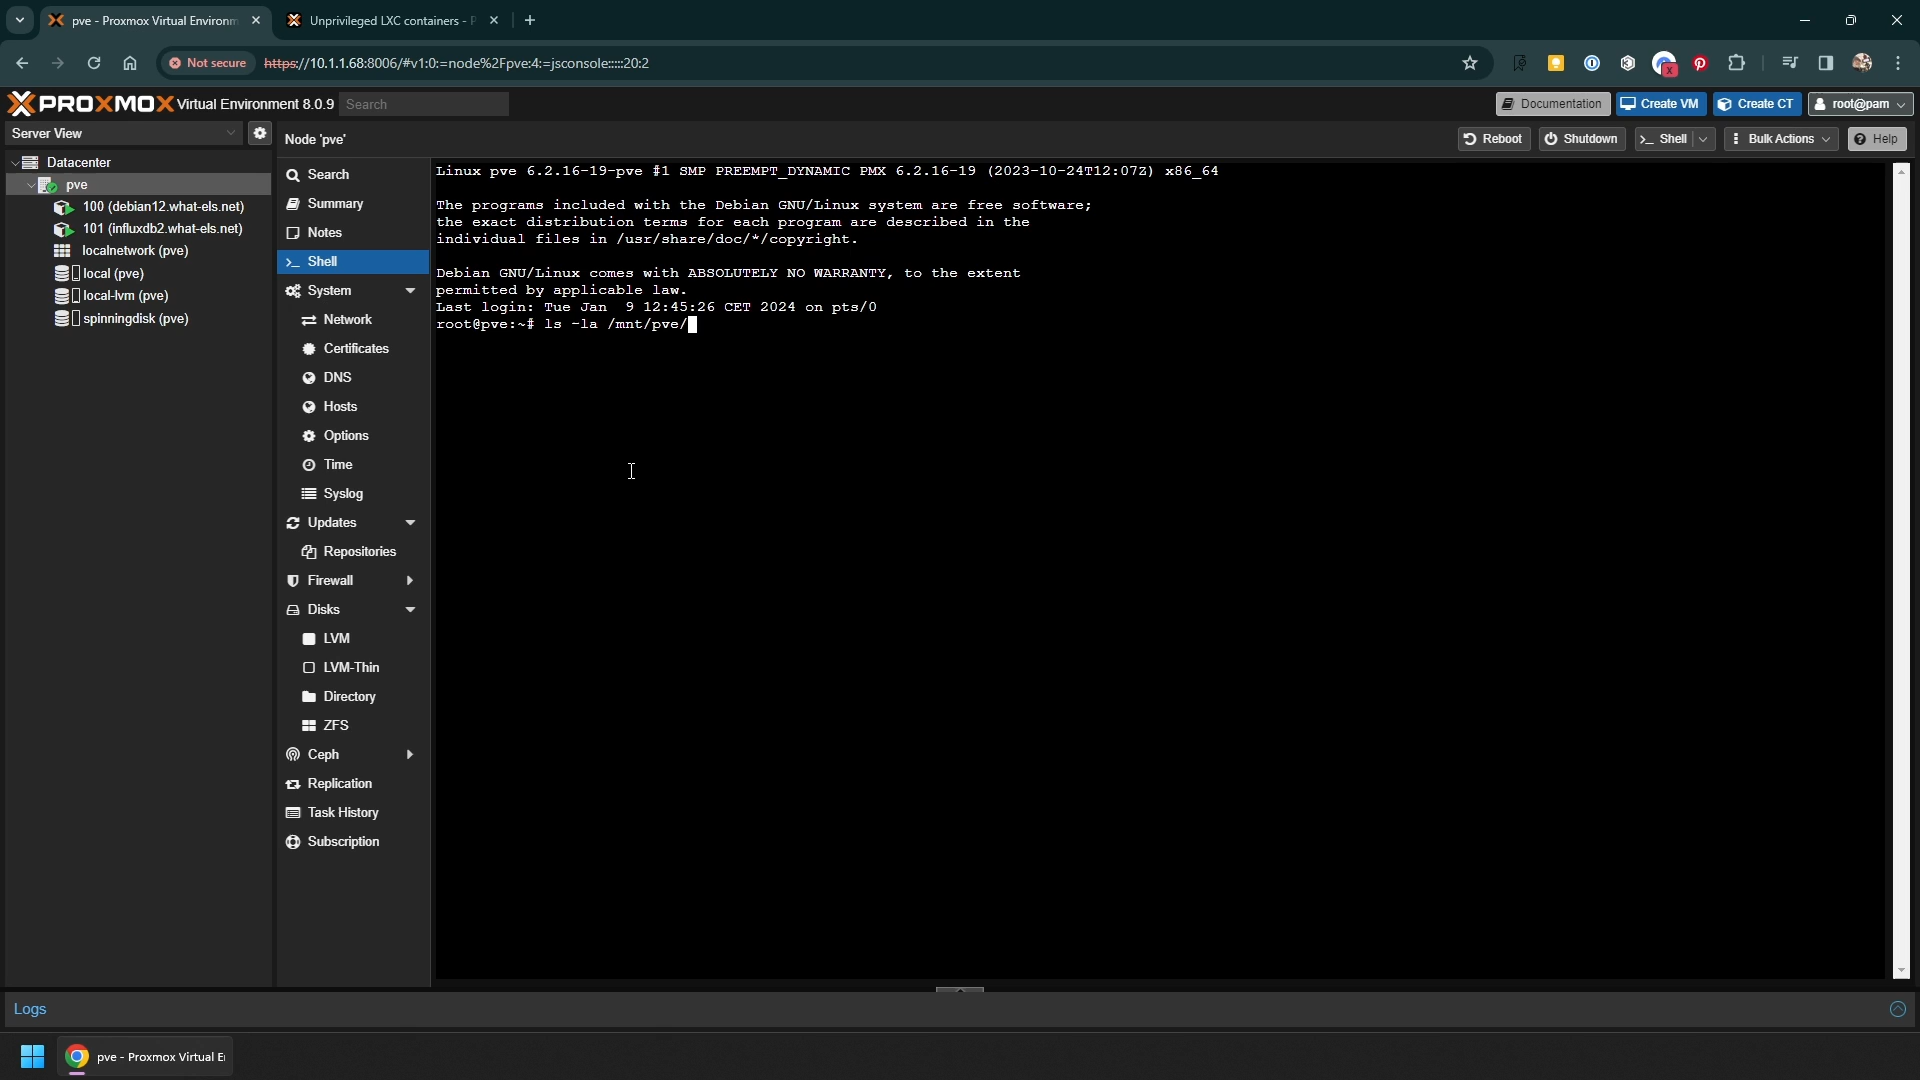 pve - Proxmox Virtual Environm
Unprivileged LXC containers - P
Not secure
https://10.1.1.68:8006/#v1:0:=node%2Fpve:4:=jsconsole:::::20:2
PROXMOX Virtual Environment 8.0.9
Search
Documentation
Create VM
Create CT
root@pam
Server View
Node 'pve'
Reboot
Shutdown
Shell
Bulk Actions
Help
Datacenter
pve
100 (debian12.what-els.net)
101 (influxdb2.what-els.net)
localnetwork (pve)
local (pve)
local-lvm (pve)
spinningdisk (pve)
Search
Summary
Notes
Shell
System
Network
Certificates
DNS
Hosts
Options
Time
Syslog
Updates
Repositories
Firewall
Disks
LVM
LVM-Thin
Directory
ZFS
Ceph
Replication
Task History
Subscription
Linux pve 6.2.16-19-pve #1 SMP PREEMPT_DYNAMIC PMX 6.2.16-19 (2023-10-24T12:07Z) x86_64
The programs included with the Debian GNU/Linux system are free software;
the exact distribution terms for each program are described in the
individual files in /usr/share/doc/*/copyright.
Debian GNU/Linux comes with ABSOLUTELY NO WARRANTY, to the extent
permitted by applicable law.
Last login: Tue Jan  9 12:45:26 CET 2024 on pts/0
root@pve:~# ls -la /mnt/pve/
Logs
pve - Proxmox Virtual E